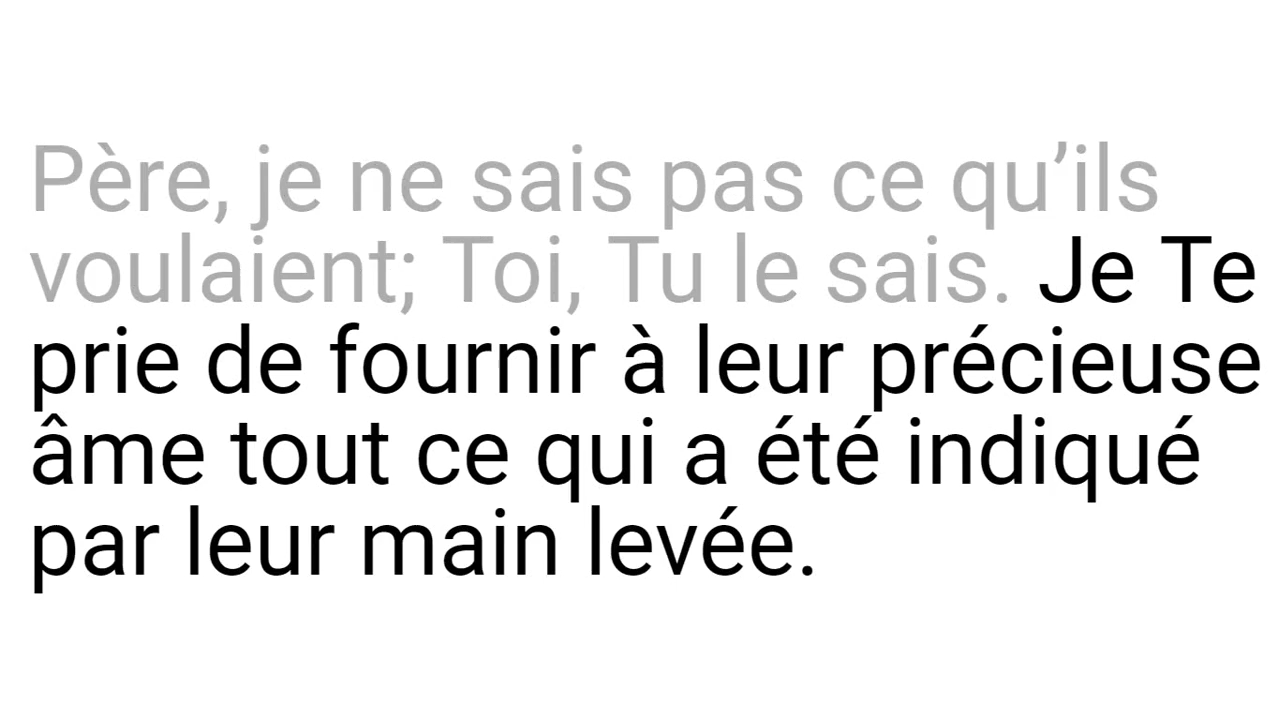 Père, je ne sais pas ce qu’ils
voulaient; Toi, Tu le sais. Je Te
prie de fournir à leur précieuse
âme tout ce qui a été indiqué
par leur main levée.